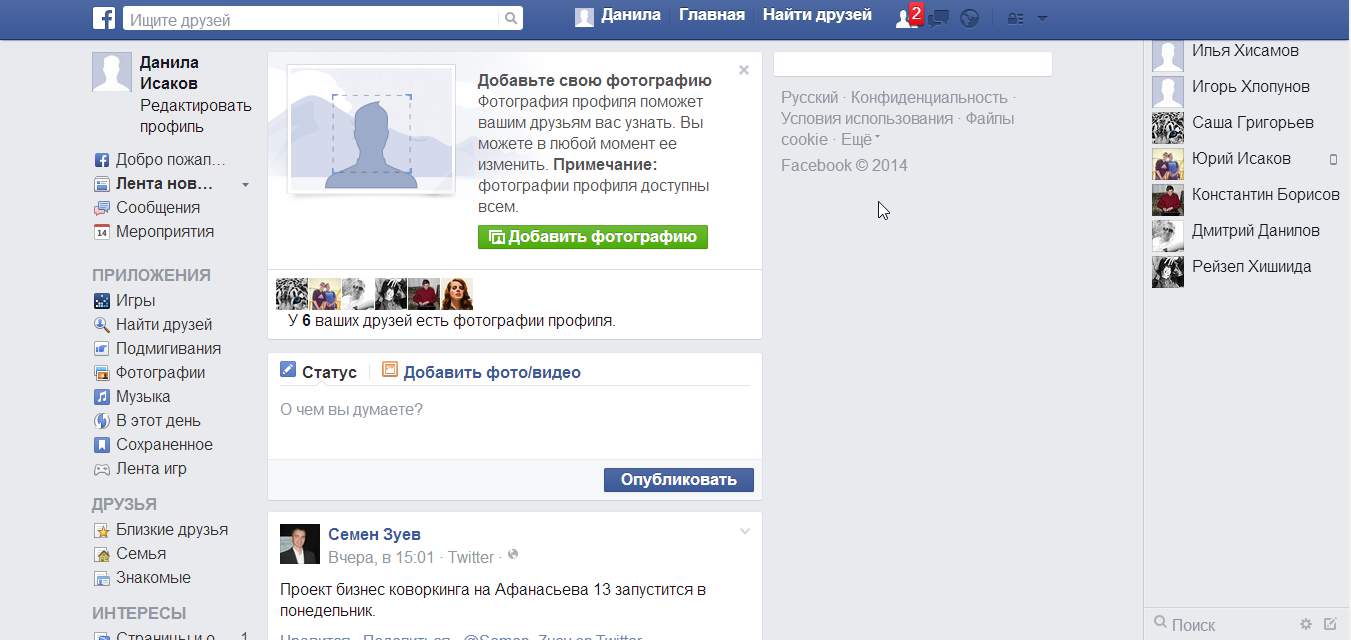 Ищите друзей
Данила
Главная
Найти друзей
2
Данила
Исаков
Редактировать
профиль
Добро пожал...
Лента нов...
Сообщения
14
Мероприятия
ПРИЛОЖЕНИЯ
Игры
Найти друзей
Подмигивания
Фотографии
Музыка
В этот день
Сохраненное
Лента игр
ДРУЗЬЯ
Близкие друзья
Семья
Знакомые
ИНТЕРЕСЫ
Страницы и о... 1
Добавьте свою фотографию
Фотография профиля поможет
вашим друзьям вас узнать. Вы
можете в любой момент ее
изменить. Примечание:
фотографии профиля доступны
всем.
Добавить фотографию
У 6 ваших друзей есть фотографии профиля.
Статус
Добавить фото/видео
О чем вы думаете?
Опубликовать
Семен Зуев
Вчера, в 15:01 · Twitter ·
Проект бизнес коворкинга на Афанасьева 13 запустится в
понедельник.
Нравится · Поделиться · @Semen_Zuev on Twitter
Русский · Конфиденциальность ·
Условия использования · Файлы
cookie · Ещё
Facebook © 2014
Илья Хисамов
Игорь Хлопунов
Саша Григорьев
Юрий Исаков
Константин Борисов
Дмитрий Данилов
Рейзел Хишиида
Поиск